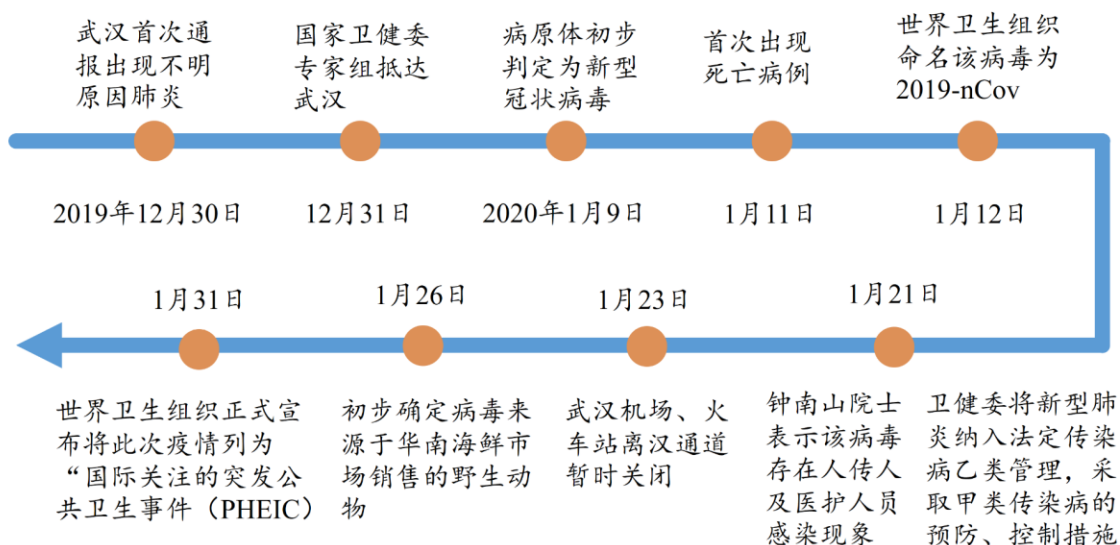 武汉首次通
报出现不明
原因肺炎
国家卫健委
专家组抵达
武汉
病原体初步
判定为新型
冠状病毒
首次出现
死亡病例
世界卫生组织
命名该病毒为
2019-nCov
2019年12月30日
12月31日
2020年1月9日
1月11日
1月12日
1月31日
1月26日
1月23日
1月21日
世界卫生组织正式宣
布将此次疫情列为
“国际关注的突发公
共卫生事件（PHEIC）
初步确定病毒来
源于华南海鲜市
场销售的野生动
物
武汉机场、火
车站离汉通道
暂时关闭
钟南山院士
表示该病毒
存在人传人
及医护人员
感染现象
卫健委将新型肺
炎纳入法定传染
病乙类管理，采
取甲类传染病的
预防、控制措施